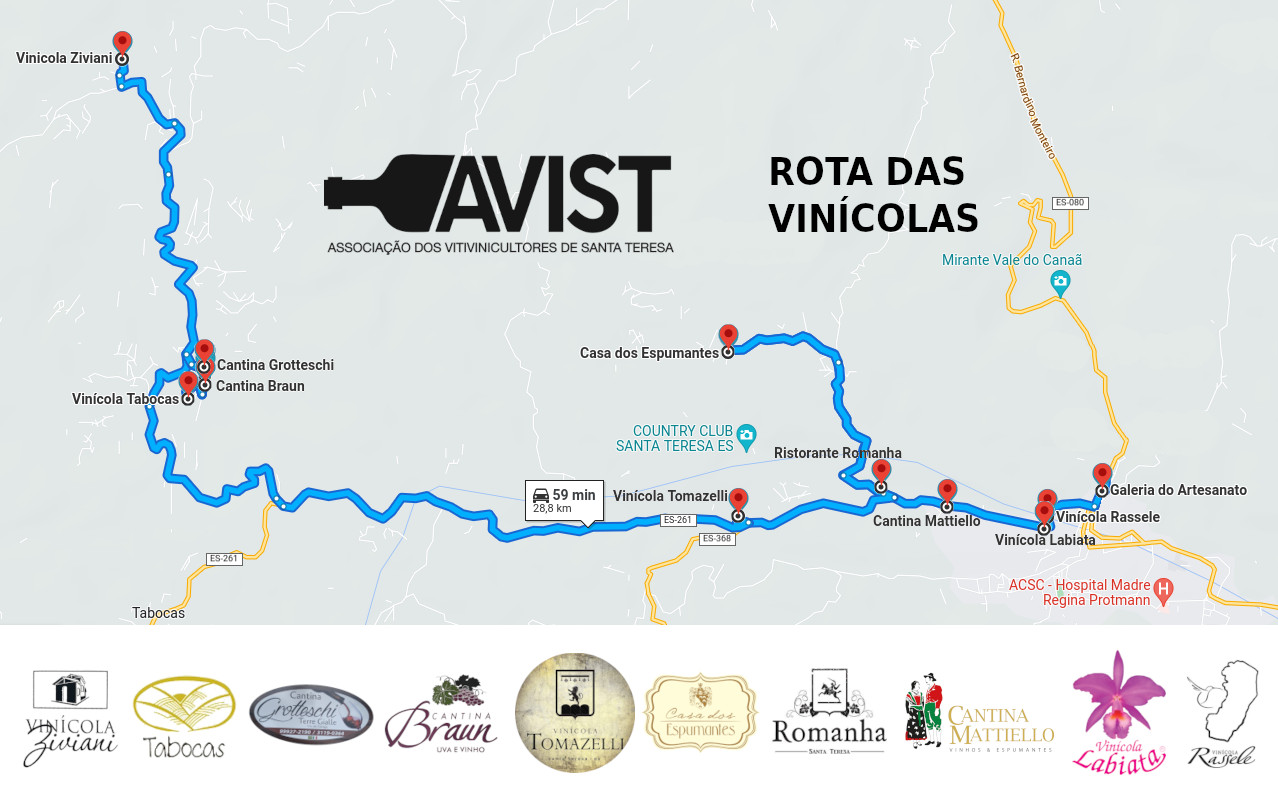 Vinicola Ziviani
R. Bernardino Monteiro
AVIST
ASSOCIAÇÃO DOS VITIVINICULTORES DE SANTA TERESA
ROTA DAS
VINÍCOLAS
ES-080
Mirante Vale do Canaã
Casa dos Espumantes
Cantina Grotteschi
Cantina Braun
Vinícola Tabocas
COUNTRY CLUB
SANTA TERESA ES
Ristorante Romanha
59 min
28,8 km
Vinícola Tomazelli
Galeria do Artesanato
ES-261
Cantina Mattiello
Vinícola Rassele
ES-368
Vinícola Labiata
ES-261
ACSC - Hospital Madre
Regina Protmann
H
Tabocas
VINÍCOLA
Ziviani
Tabocas
Cantina
Grotteschi
Terre Gialle
CANTINA
Braun
UVA E VINHO
VINÍCOLA
TOMAZELLI
Casa dos
Espumantes
Romanha
SANTA TERESA
CANTINA
MATTIELLO
VINHOS & ESPUMANTES
Vinícola
Labiata
VINÍCOLA
Rassele